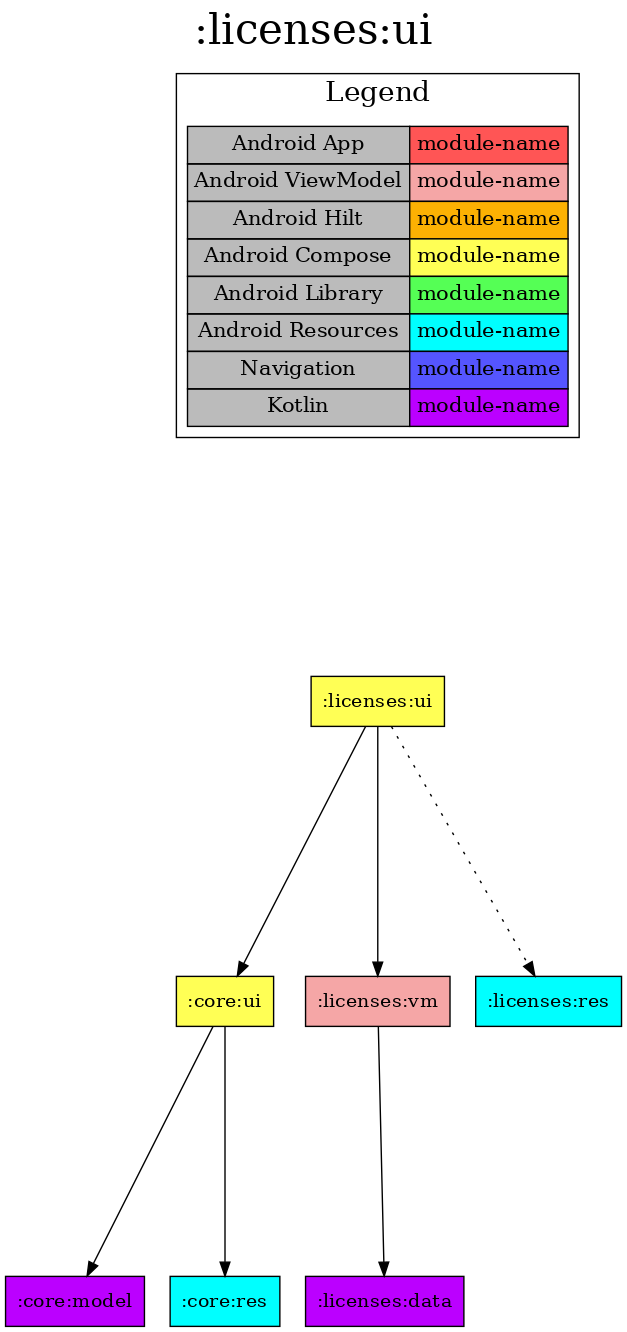 :licenses:ui
Legend
Android App module-name
Android ViewModel module-name
Android Hilt module-name
Android Compose module-name
Android Library module-name
Android Resources module-name
Navigation module-name
Kotlin module-name
:licenses:ui
:core:ui :licenses:vm :licenses:res
:core:model :core:res :licenses:data